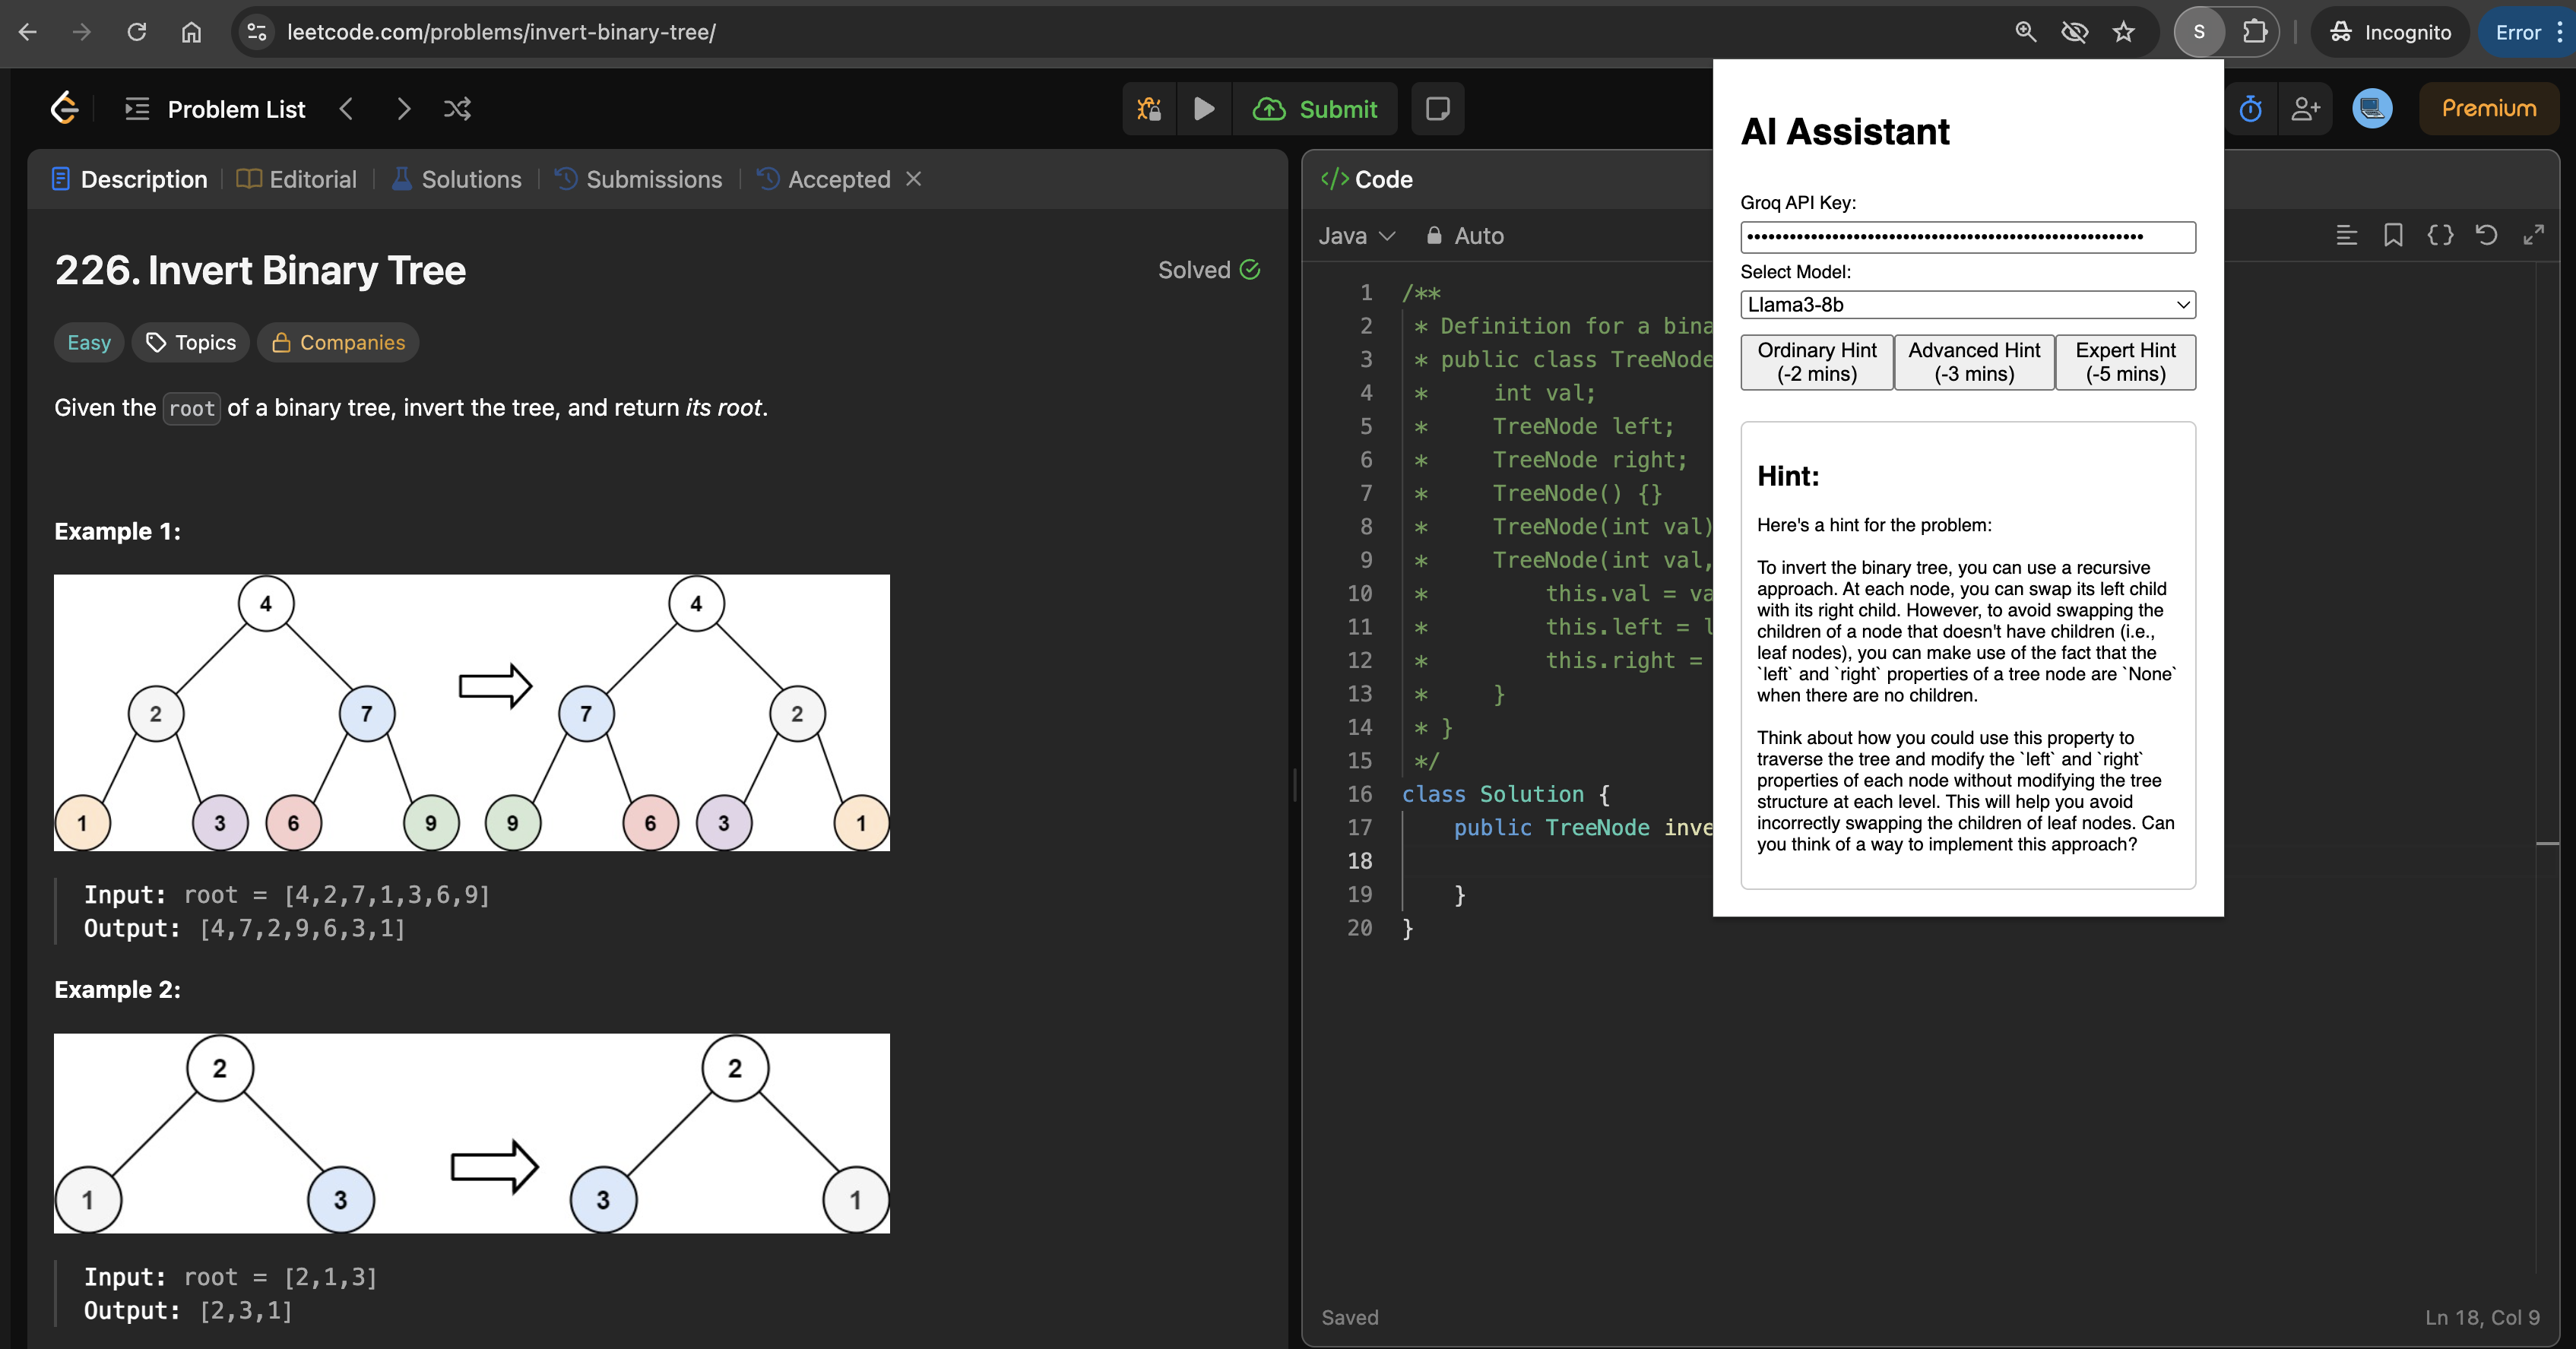 leetcode.com/problems/invert-binary-tree/
S
Incognito
Error
Problem List
Submit
Premium
Description
Editorial
Solutions
Submissions
Accepted
226. Invert Binary Tree
Solved
Easy
Topics
Companies
Given the root of a binary tree, invert the tree, and return its root.
Example 1:
4
4
2
7
7
2
1
3
6
9
9
6
3
1
Input: root = [4,2,7,1,3,6,9]
Output: [4,7,2,9,6,3,1]
Example 2:
2
2
1
3
3
1
Input: root = [2,1,3]
Output: [2,3,1]
</> Code
Java
Auto
1 /**
2 * Definition for a bina
3 * public class TreeNode
4 * int val;
5 * TreeNode left;
6 * TreeNode right;
7 * TreeNode() {}
8 * TreeNode(int val)
9 * TreeNode(int val,
10 * this.val = va
11 * this.left = l
12 * this.right =
13 * }
14 * }
15 */
16 class Solution {
17 public TreeNode inve
18
19 }
20 }
Saved
Ln 18, Col 9
AI Assistant
Groq API Key:
Select Model:
Llama3-8b
Ordinary Hint
(-2 mins)
Advanced Hint
(-3 mins)
Expert Hint
(-5 mins)
Hint:
Here's a hint for the problem:
To invert the binary tree, you can use a recursive
approach. At each node, you can swap its left child
with its right child. However, to avoid swapping the
children of a node that doesn't have children (i.e.,
leaf nodes), you can make use of the fact that the
`left` and `right` properties of a tree node are `None`
when there are no children.
Think about how you could use this property to
traverse the tree and modify the `left` and `right`
properties of each node without modifying the tree
structure at each level. This will help you avoid
incorrectly swapping the children of leaf nodes. Can
you think of a way to implement this approach?